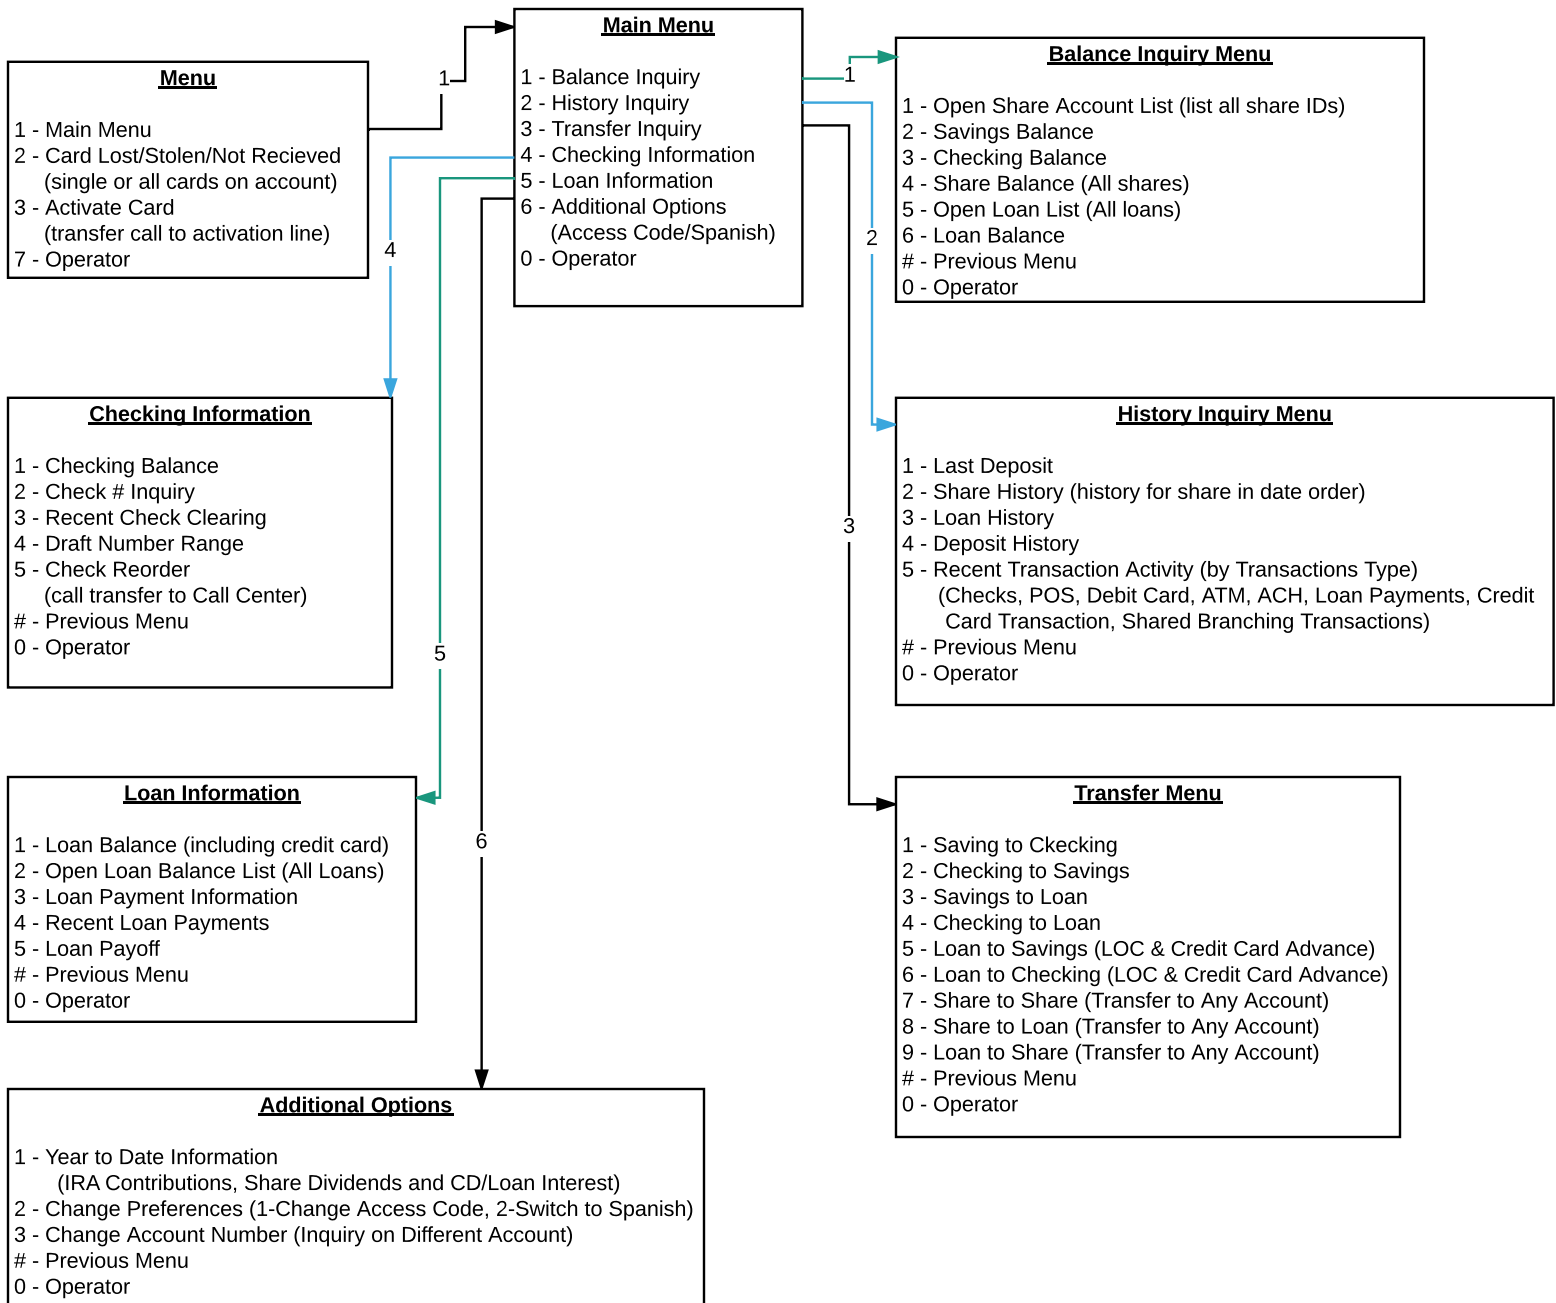 Menu
1 - Main Menu
2 - Card Lost/Stolen/Not Recieved
(single or all cards on account)
3 - Activate Card
(transfer call to activation line)
7 - Operator
1
Main Menu
1 - Balance Inquiry
2 - History Inquiry
3 - Transfer Inquiry
4 - Checking Information
5 - Loan Information
6 - Additional Options
(Access Code/Spanish)
0 - Operator
1
Balance Inquiry Menu
1 - Open Share Account List (list all share IDs)
2 - Savings Balance
3 - Checking Balance
4 - Share Balance (All shares)
5 - Open Loan List (All loans)
6 - Loan Balance
# - Previous Menu
0 - Operator
4
2
Checking Information
1 - Checking Balance
2 - Check # Inquiry
3 - Recent Check Clearing
4 - Draft Number Range
5 - Check Reorder
(call transfer to Call Center)
# - Previous Menu
0 - Operator
History Inquiry Menu
1 - Last Deposit
2 - Share History (history for share in date order)
3 - Loan History
4 - Deposit History
5 - Recent Transaction Activity (by Transactions Type)
(Checks, POS, Debit Card, ATM, ACH, Loan Payments, Credit
Card Transaction, Shared Branching Transactions)
# - Previous Menu
0 - Operator
3
5
Loan Information
1 - Loan Balance (including credit card)
2 - Open Loan Balance List (All Loans)
3 - Loan Payment Information
4 - Recent Loan Payments
5 - Loan Payoff
# - Previous Menu
0 - Operator
6
Transfer Menu
1 - Saving to Ckecking
2 - Checking to Savings
3 - Savings to Loan
4 - Checking to Loan
5 - Loan to Savings (LOC & Credit Card Advance)
6 - Loan to Checking (LOC & Credit Card Advance)
7 - Share to Share (Transfer to Any Account)
8 - Share to Loan (Transfer to Any Account)
9 - Loan to Share (Transfer to Any Account)
# - Previous Menu
0 - Operator
Additional Options
1 - Year to Date Information
(IRA Contributions, Share Dividends and CD/Loan Interest)
2 - Change Preferences (1-Change Access Code, 2-Switch to Spanish)
3 - Change Account Number (Inquiry on Different Account)
# - Previous Menu
0 - Operator